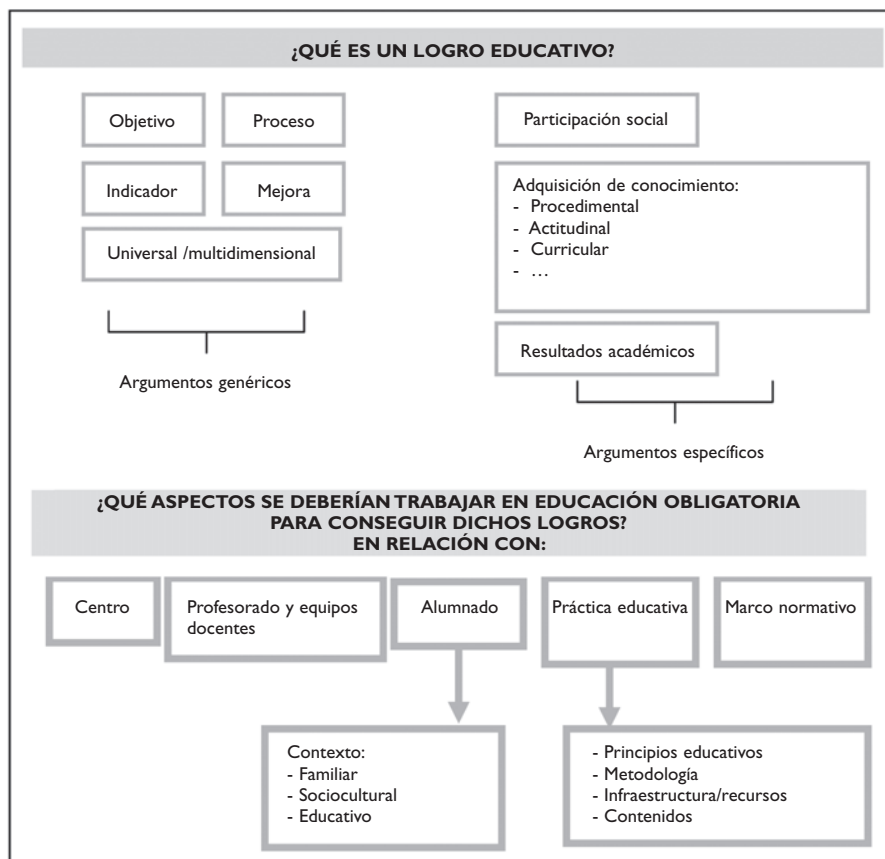 ¿QUÉ ES UN LOGRO EDUCATIVO?
Objetivo
Proceso
Indicador
Mejora
Universal /multidimensional
Argumentos genéricos
Participación social
Adquisición de conocimiento:
- Procedimental
- Actitudinal
- Curricular
- …
Resultados académicos
Argumentos específicos
¿QUÉ ASPECTOS SE DEBERÍAN TRABAJAR EN EDUCACIÓN OBLIGATORIA
PARA CONSEGUIR DICHOS LOGROS?
EN RELACIÓN CON:
Centro
Profesorado y equipos
docentes
Alumnado
Práctica educativa
Marco normativo
Contexto:
- Familiar
- Sociocultural
- Educativo
- Principios educativos
- Metodología
- Infraestructura/recursos
- Contenidos